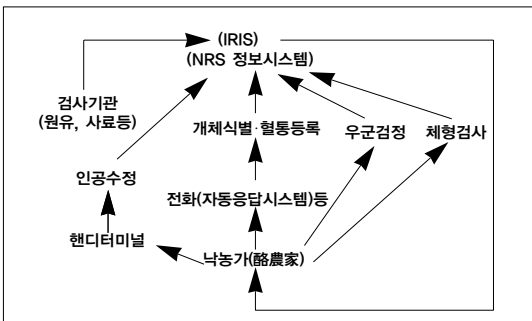 (IRIS)
(NRS 정보시스템)
검사기관
(원유, 사료등)
개체식별·혈통등록
우군검정
체형검사
인공수정
전화(자동응답시스템)등
핸디터미널
낙농가(酪農家)